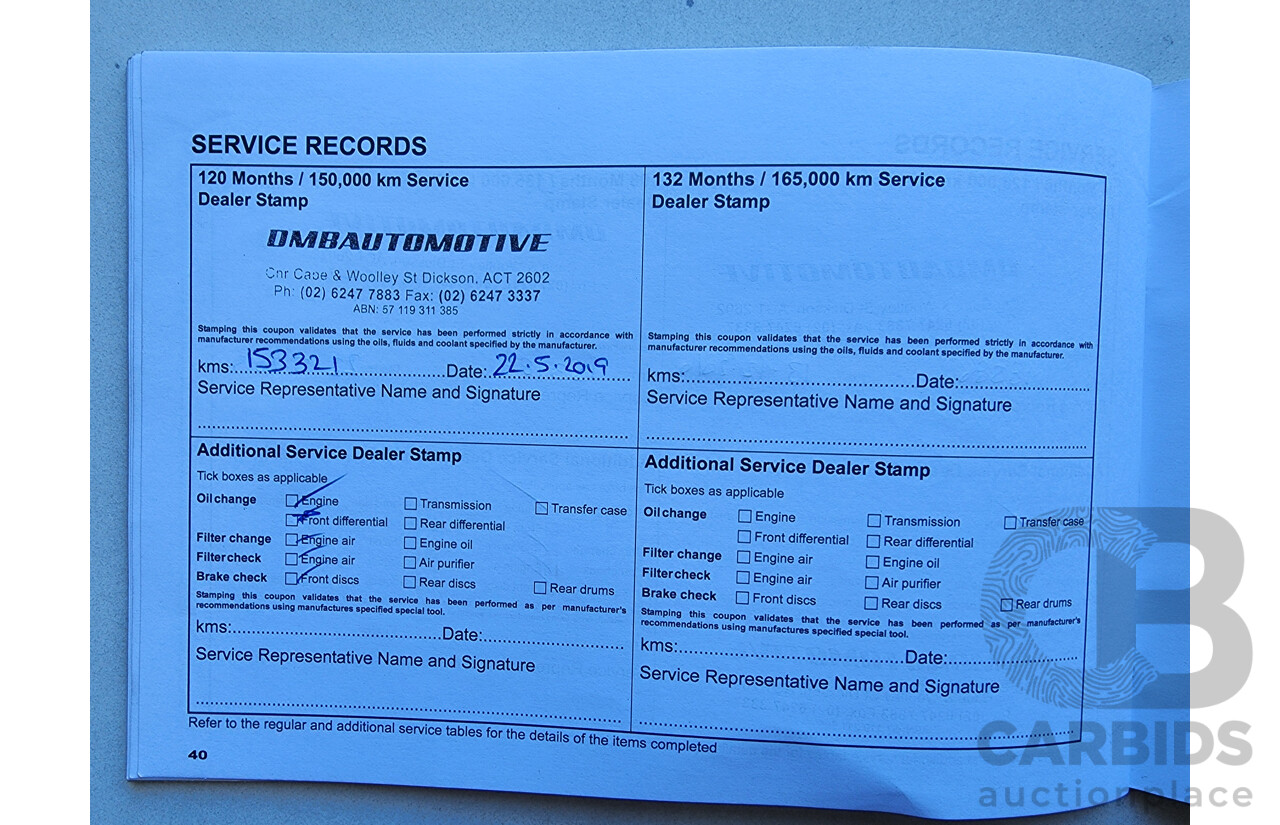 SERVICE RECORDS
120 Months / 150,000 km Service
Dealer Stamp
DMBAUTOMOTIVE
Cnr Cape & Woolley St Dickson, ACT 2602
Ph: (02) 6247 7883 Fax: (02) 6247 3337
ABN: 57 119 311 385
Stamping this coupon validates that the service has been performed strictly in accordance with
manufacturer recommendations using the oils, fluids and coolant specified by the manufacturer.
kms: 153321 Date: 22.5.2019
Service Representative Name and Signature
Additional Service Dealer Stamp
Tick boxes as applicable
Oil change Engine Transmission Transfer case
Front differential Rear differential
Filter change Engine air Engine oil
Filter check Engine air Air purifier
Brake check Front discs Rear discs Rear drums
Stamping this coupon validates that the service has been performed as per manufacturer's
recommendations using manufactures specified special tool.
kms: Date:
Service Representative Name and Signature
132 Months / 165,000 km Service
Dealer Stamp
Stamping this coupon validates that the service has been performed strictly in accordance with
manufacturer recommendations using the oils, fluids and coolant specified by the manufacturer.
kms: Date:
Service Representative Name and Signature
Additional Service Dealer Stamp
Tick boxes as applicable
Oil change Engine Transmission Transfer case
Front differential Rear differential
Filter change Engine air Engine oil
Filter check Engine air Air purifier
Brake check Front discs Rear discs Rear drums
Stamping this coupon validates that the service has been performed as per manufacturer's
recommendations using manufactures specified special tool.
kms: Date:
Service Representative Name and Signature
Refer to the regular and additional service tables for the details of the items completed
40
CB
CARBIDS
auctionplace